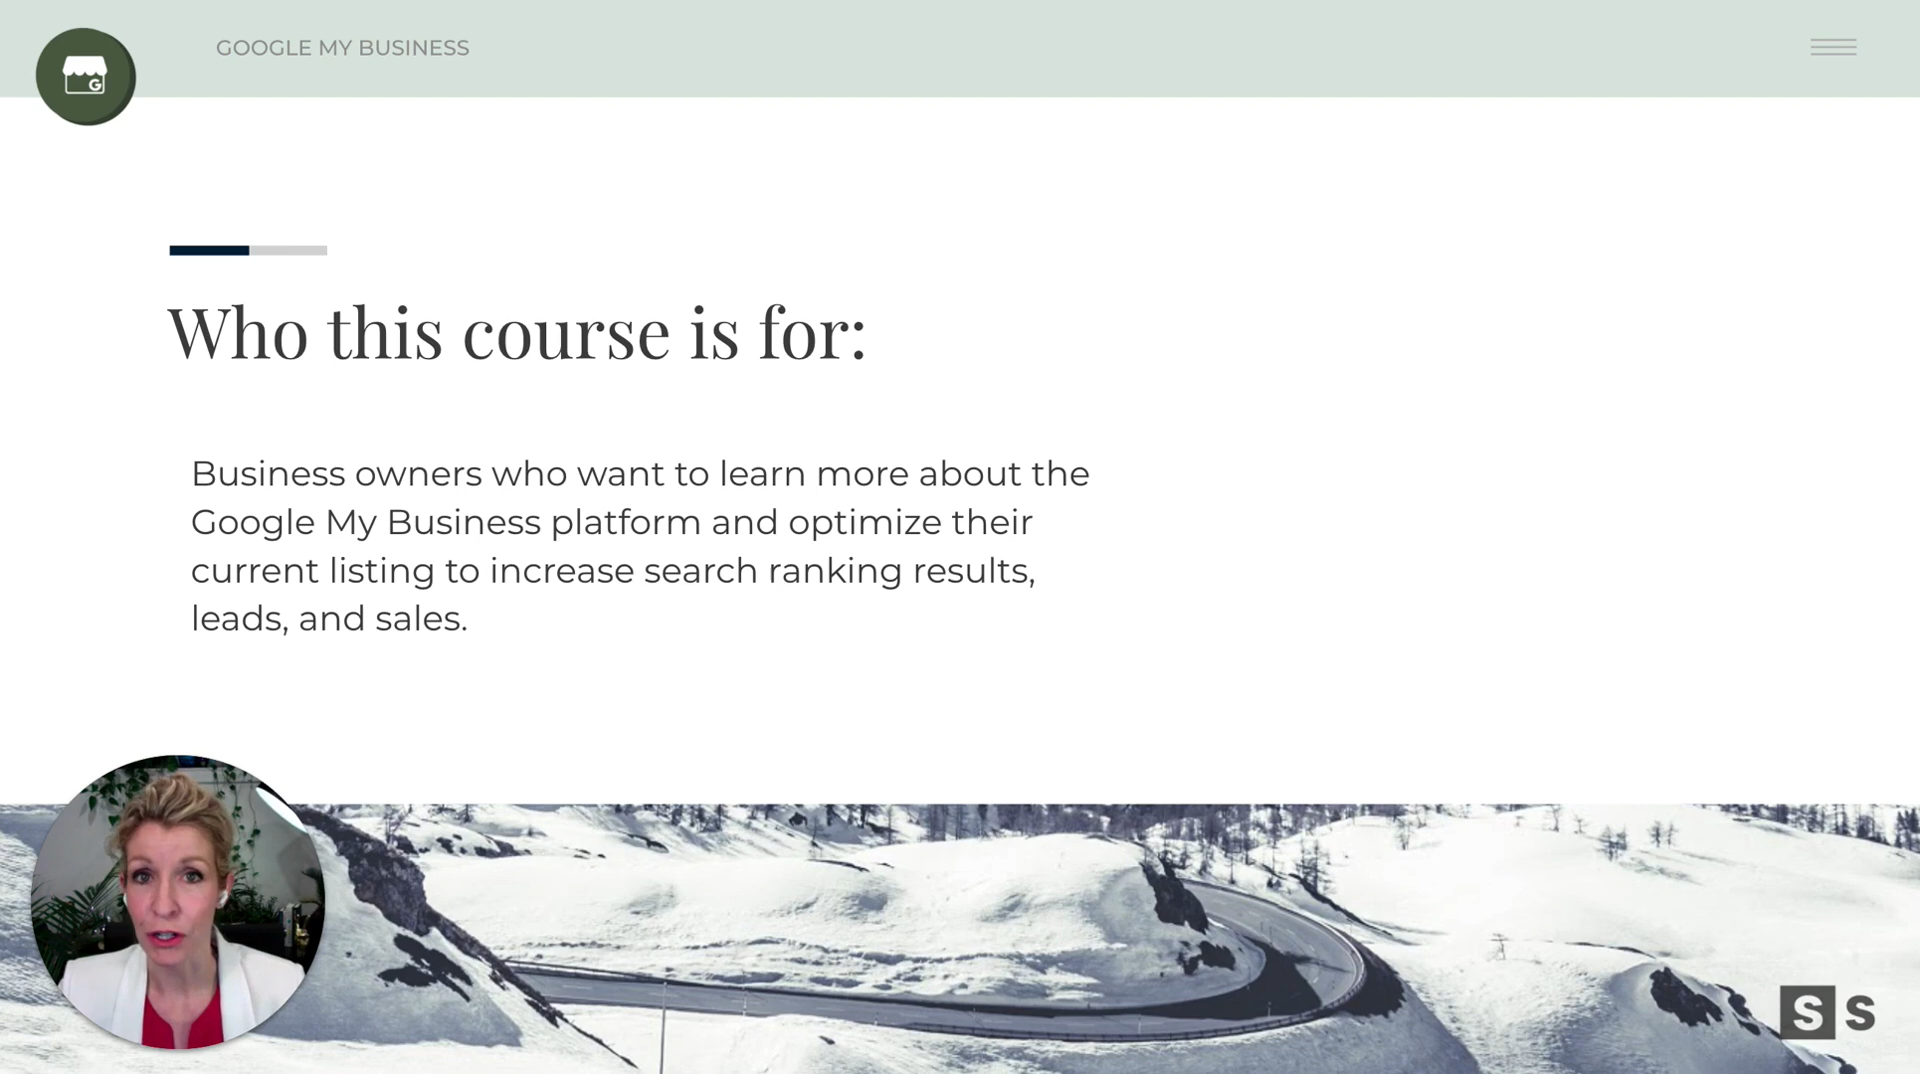 GOOGLE MY BUSINESS
G
Who this course is for:
Business owners who want to learn more about the
Google My Business platform and optimize their
current listing to increase search ranking results,
leads, and sales.
S S